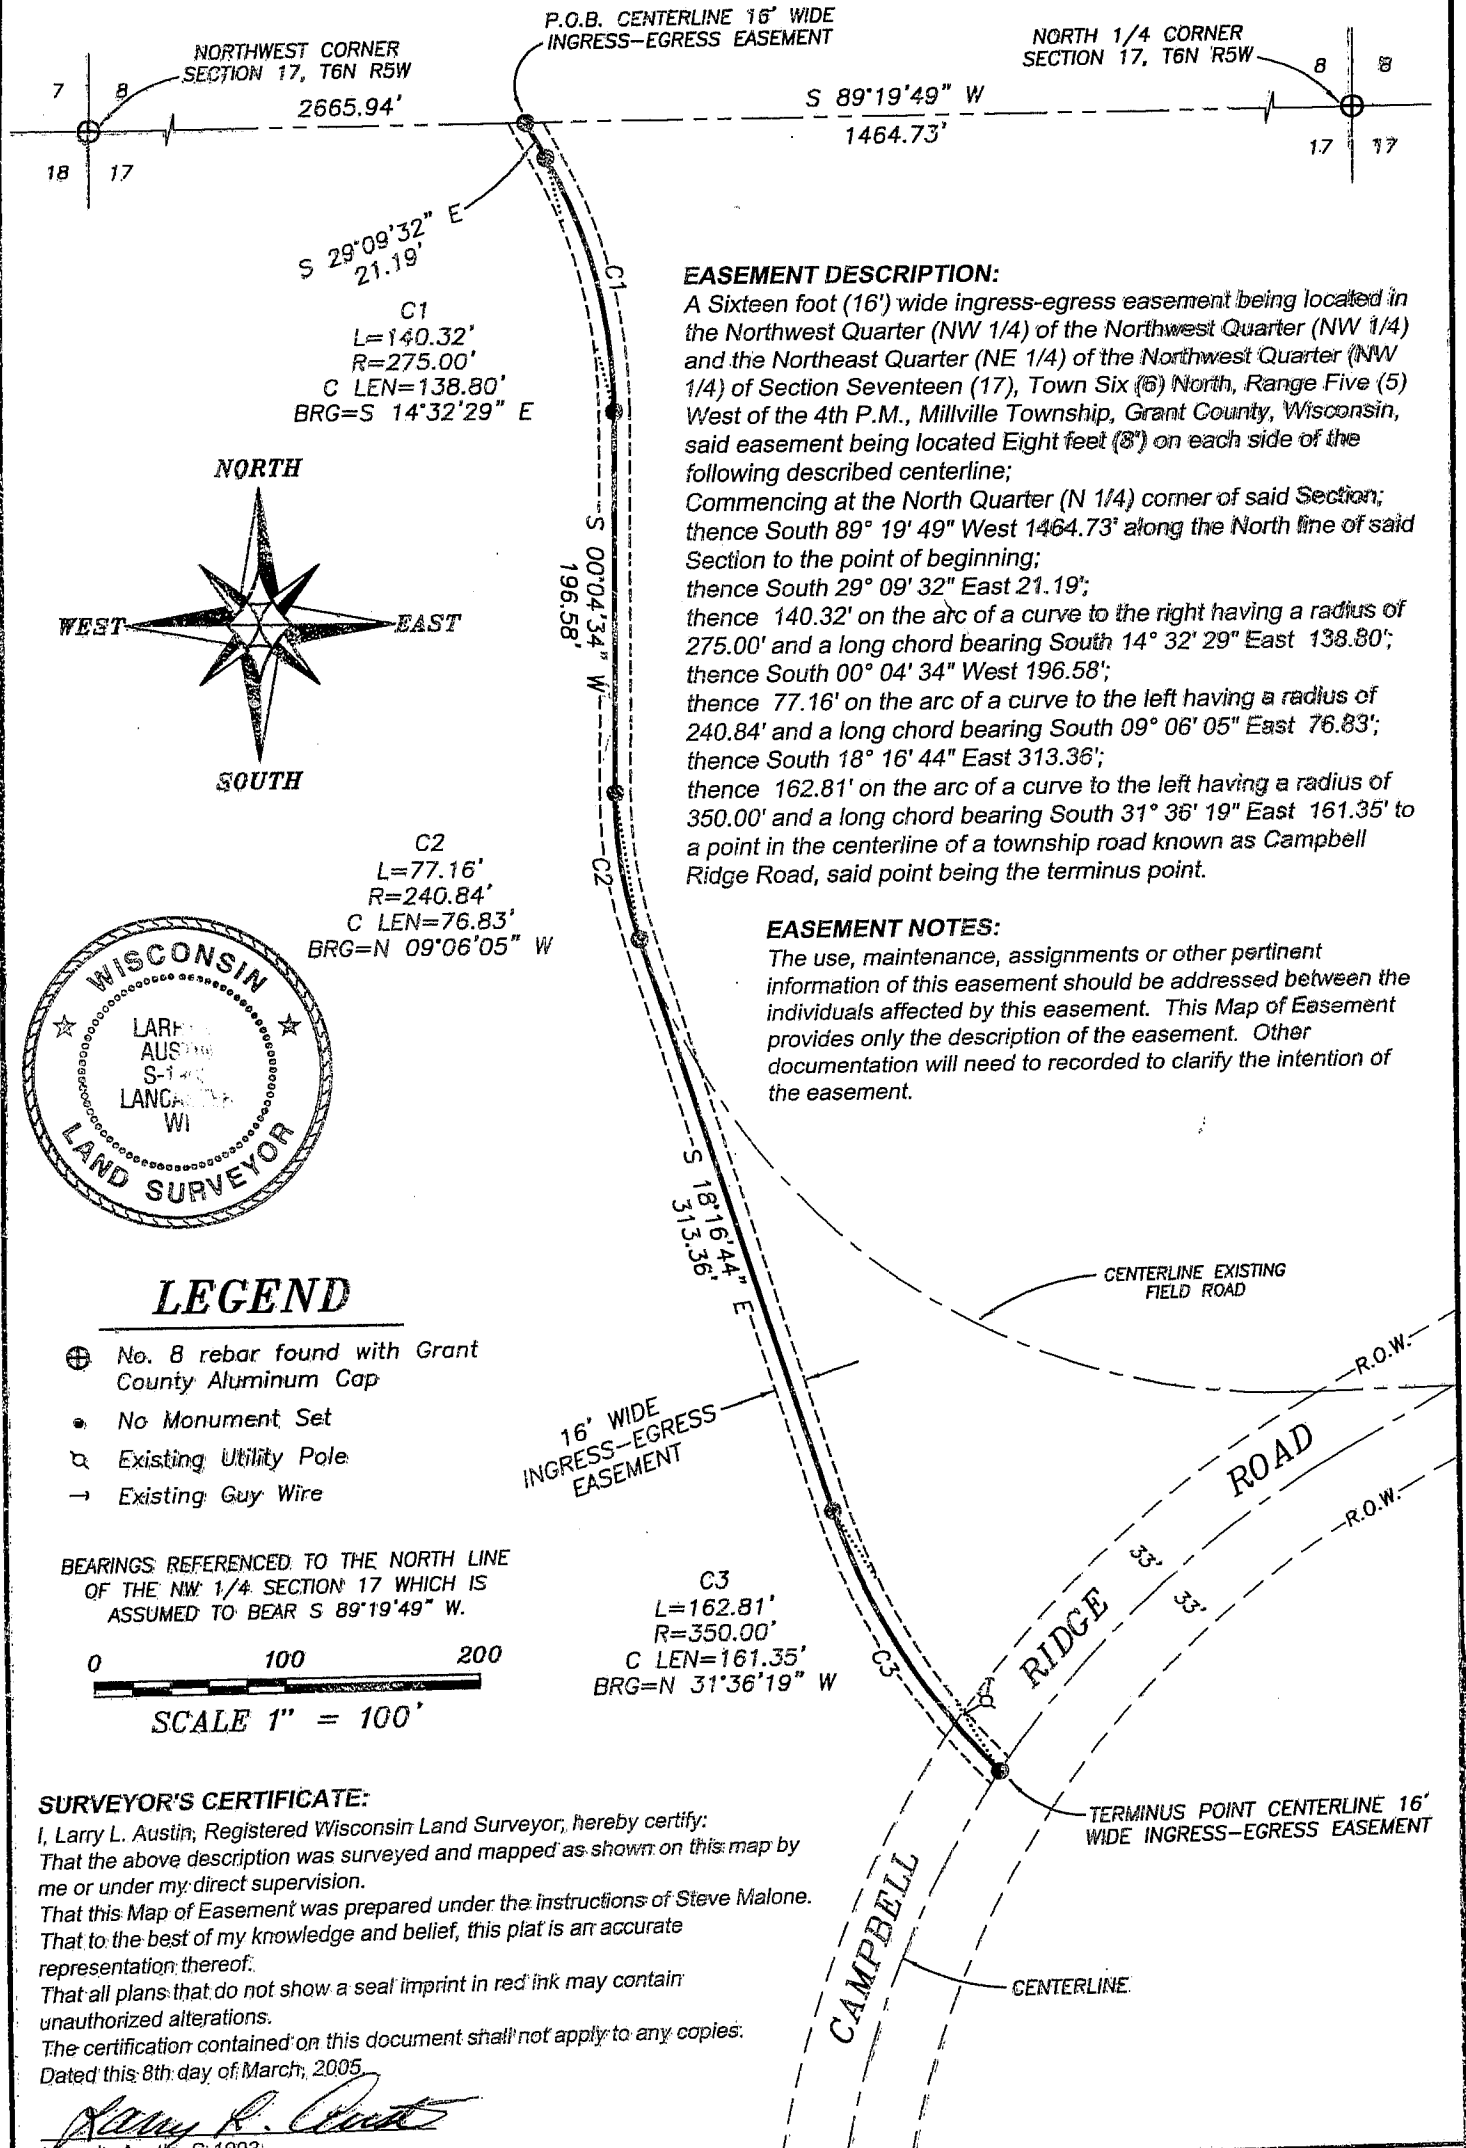 P.O.B. CENTERLINE 16' WIDE
INGRESS-EGRESS EASEMENT
NORTHWEST CORNER
SECTION 17, T6N R5W
NORTH 1/4 CORNER
SECTION 17, T6N R5W
7
8
8
8
2665.94'
S 89°19'49" W
1464.73'
18
17
17
17
S 29°09'32" E
21.19'
C1
C1
L=140.32'
R=275.00'
C LEN=138.80'
BRG=S 14°32'29" E
EASEMENT DESCRIPTION:
A Sixteen foot (16') wide ingress-egress easement being located in
the Northwest Quarter (NW 1/4) of the Northwest Quarter (NW 1/4)
and the Northeast Quarter (NE 1/4) of the Northwest Quarter (NW
1/4) of Section Seventeen (17), Town Six (6) North, Range Five (5)
West of the 4th P.M., Millville Township, Grant County, Wisconsin,
said easement being located Eight feet (8') on each side of the
following described centerline;
Commencing at the North Quarter (N 1/4) corner of said Section;
thence South 89° 19' 49" West 1464.73' along the North line of said
Section to the point of beginning;
thence South 29° 09' 32" East 21.19';
thence 140.32' on the arc of a curve to the right having a radius of
275.00' and a long chord bearing South 14° 32' 29" East 138.80';
thence South 00° 04' 34" West 196.58';
thence 77.16' on the arc of a curve to the left having a radius of
240.84' and a long chord bearing South 09° 06' 05" East 76.83';
thence South 18° 16' 44" East 313.36';
thence 162.81' on the arc of a curve to the left having a radius of
350.00' and a long chord bearing South 31° 36' 19" East 161.35' to
a point in the centerline of a township road known as Campbell
Ridge Road, said point being the terminus point.
NORTH
WEST
EAST
SOUTH
S 00°04'34" W
196.58'
C2
C2
L=77.16'
R=240.84'
C LEN=76.83'
BRG=N 09°06'05" W
EASEMENT NOTES:
The use, maintenance, assignments or other pertinent
information of this easement should be addressed between the
individuals affected by this easement. This Map of Easement
provides only the description of the easement. Other
documentation will need to recorded to clarify the intention of
the easement.
WISCONSIN
WI
LAND SURVEYOR
S 18°16'44" E
313.36'
LEGEND
No. 8 rebar found with Grant
County Aluminum Cap
No Monument Set
Existing Utility Pole
Existing Guy Wire
CENTERLINE EXISTING
FIELD ROAD
R.O.W.
R.O.W.
16' WIDE
INGRESS-EGRESS
EASEMENT
ROAD
RIDGE
33'
33'
BEARINGS REFERENCED TO THE NORTH LINE
OF THE NW 1/4 SECTION 17 WHICH IS
ASSUMED TO BEAR S 89°19'49" W.
0 100 200
SCALE 1" = 100'
C3
L=162.81'
R=350.00'
C LEN=161.35'
BRG=N 31°36'19" W
C3
TERMINUS POINT CENTERLINE 16'
WIDE INGRESS-EGRESS EASEMENT
CAMPBELL
CENTERLINE
SURVEYOR'S CERTIFICATE:
I, Larry L. Austin, Registered Wisconsin Land Surveyor, hereby certify:
That the above description was surveyed and mapped as shown on this map by
me or under my direct supervision.
That this Map of Easement was prepared under the instructions of Steve Malone.
That to the best of my knowledge and belief, this plat is an accurate
representation thereof.
That all plans that do not show a seal imprint in red ink may contain
unauthorized alterations.
The certification contained on this document shall not apply to any copies.
Dated this 8th day of March, 2005